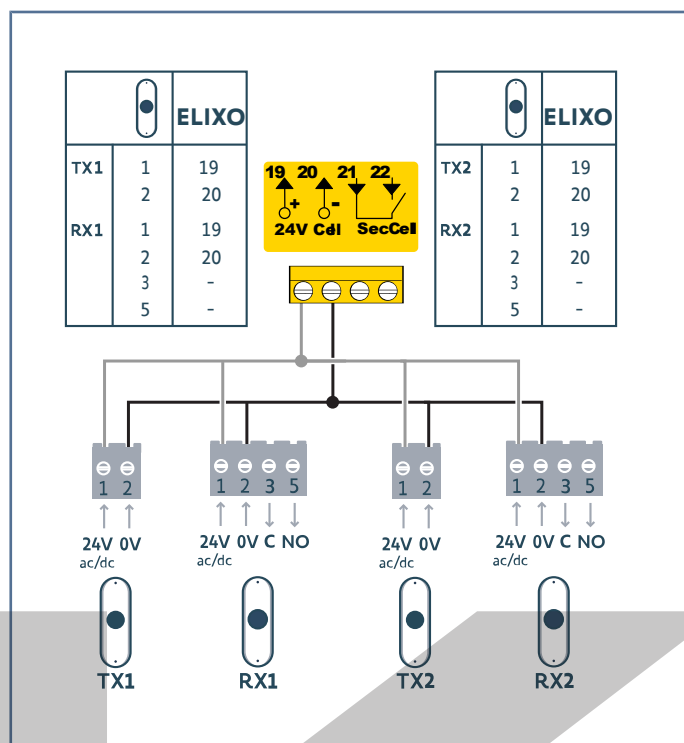 ELIXO
TX1 1 19
2 20
RX1 1 19
2 20
3 -
5 -
19 20 21 22
+ -
24V Cell SecCell
ELIXO
TX2 1 19
2 20
RX2 1 19
2 20
3 -
5 -
1 2
24V 0V
ac/dc
TX1
1 2 3 5
24V 0V C NO
ac/dc
RX1
1 2
24V 0V
ac/dc
TX2
1 2 3 5
24V 0V C NO
ac/dc
RX2